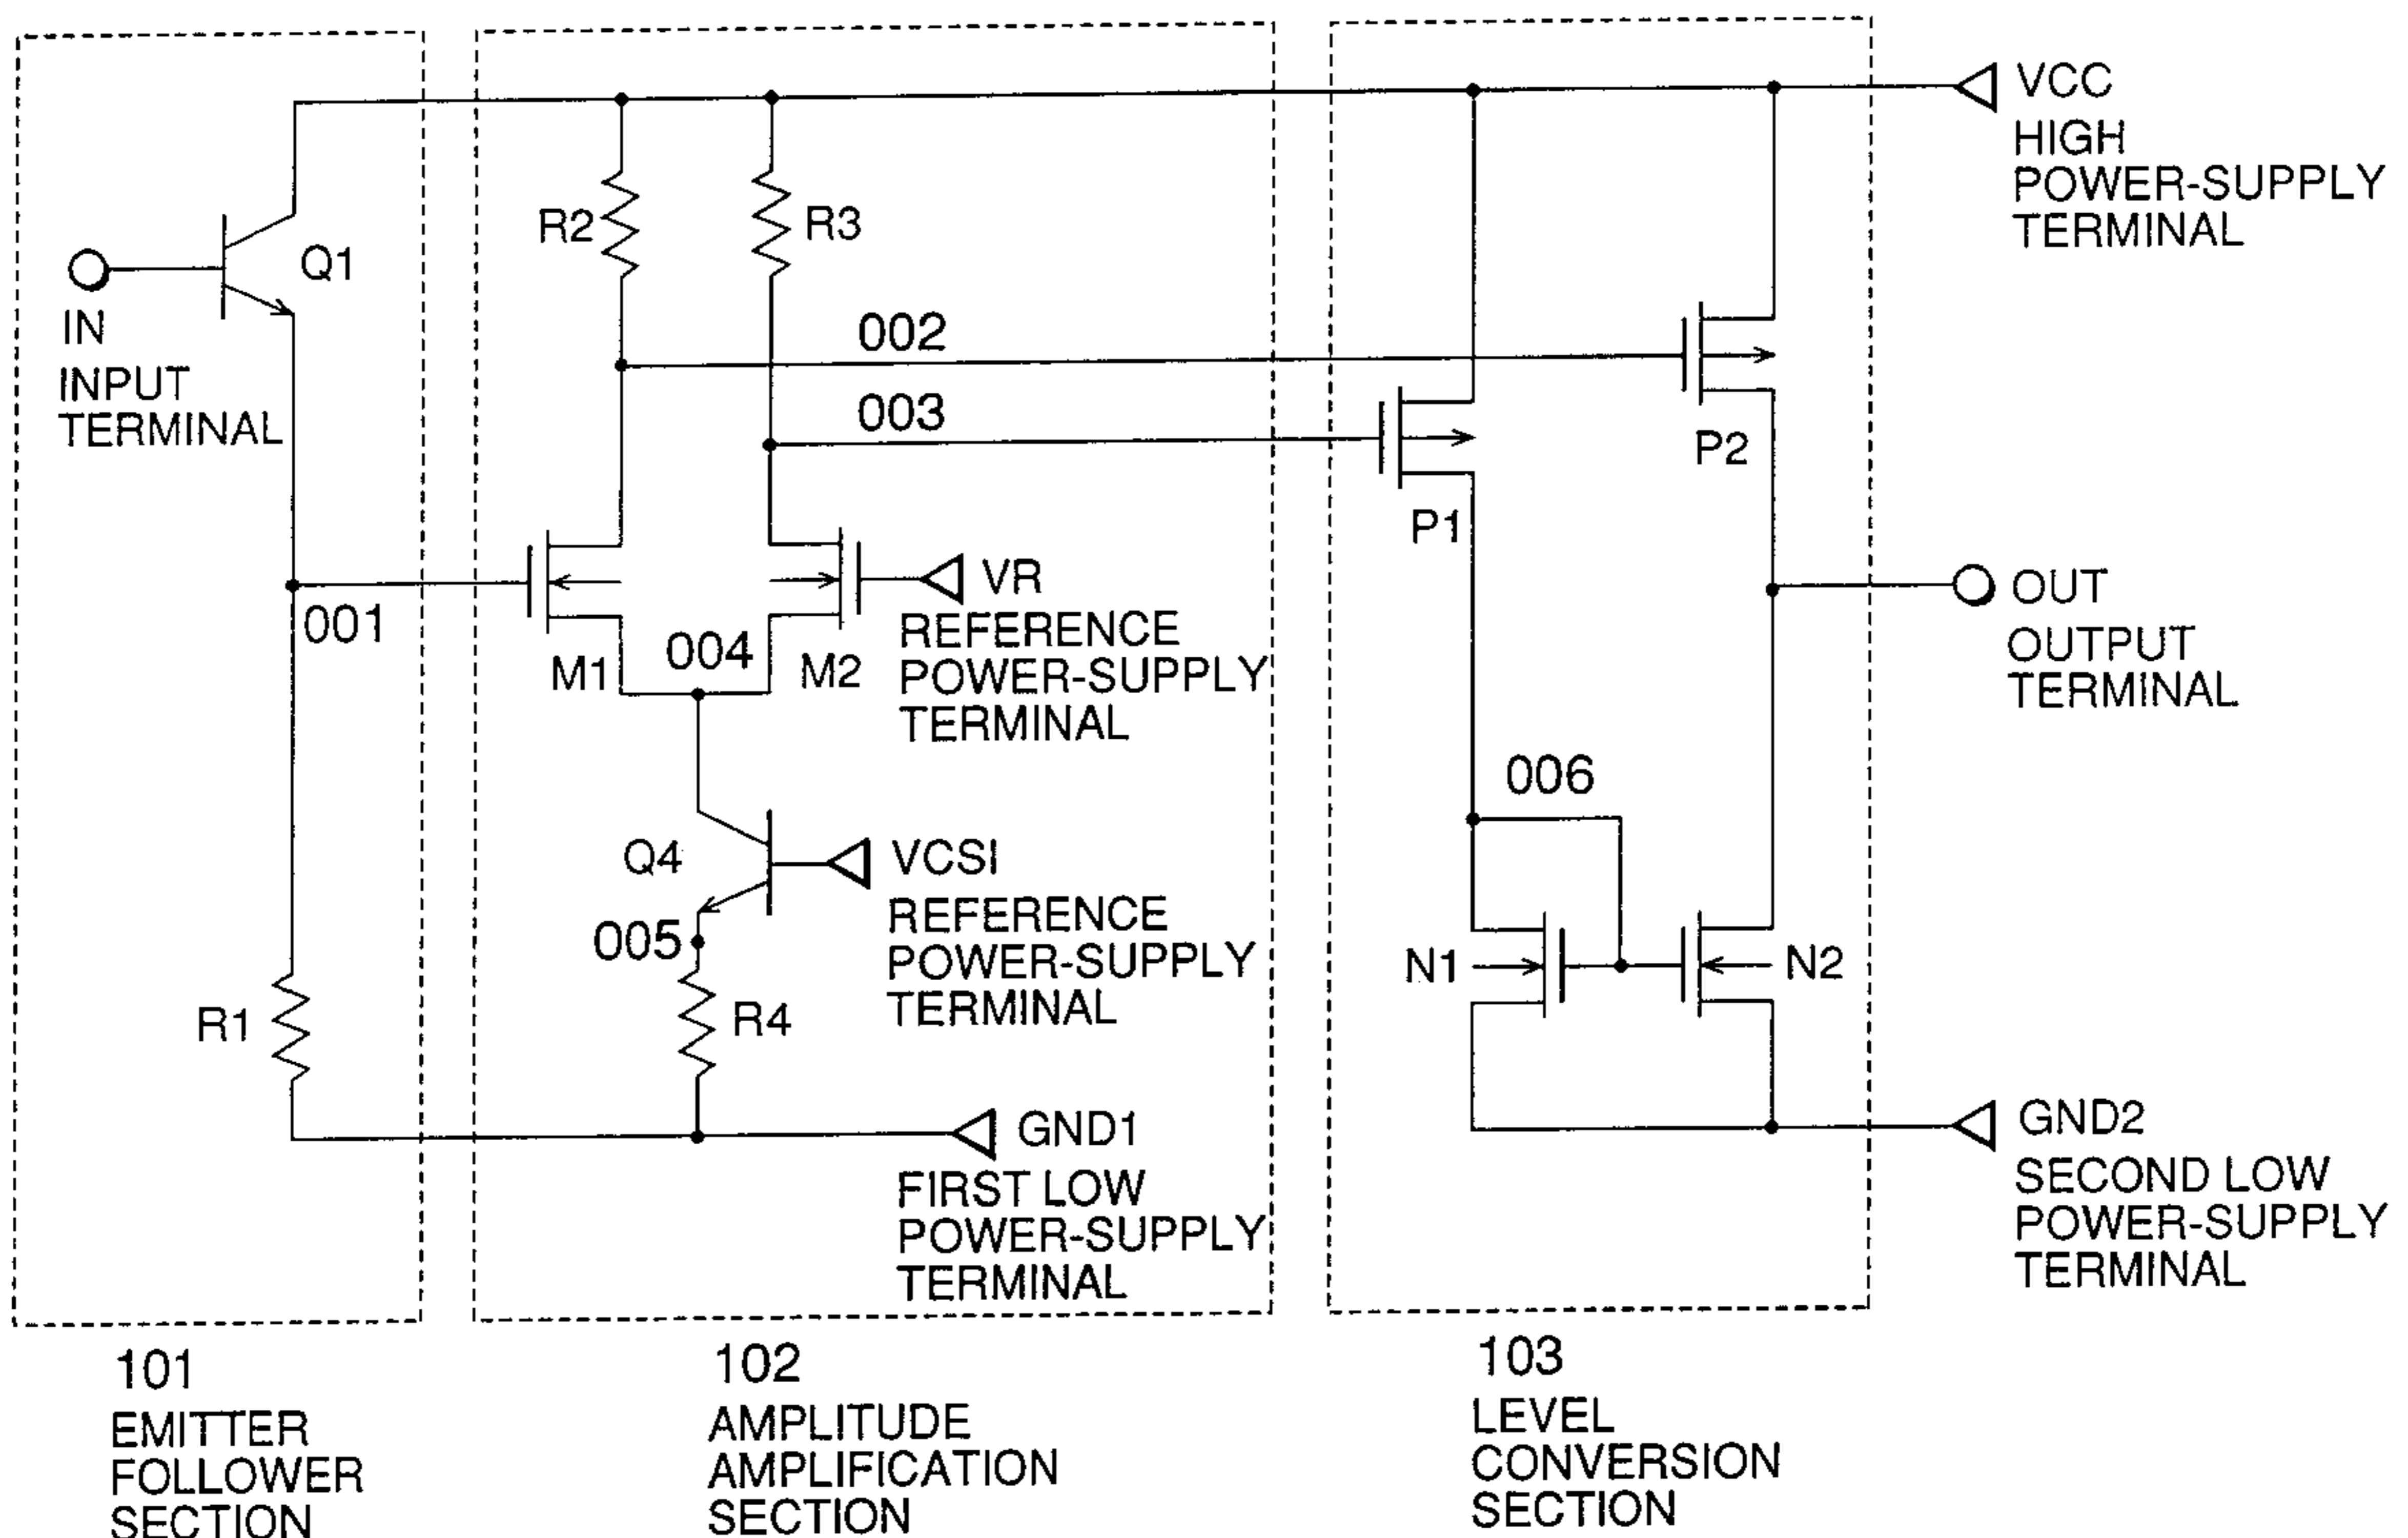 VCC
HIGH
POWER-SUPPLY
TERMINAL
Q1
R2
R3
IN
INPUT
TERMINAL
002
003
P2
P1
001
M1
004
M2
VR
REFERENCE
POWER-SUPPLY
TERMINAL
OUT
OUTPUT
TERMINAL
006
Q4
VCSI
REFERENCE
POWER-SUPPLY
TERMINAL
005
N1
N2
R1
R4
GND1
FIRST LOW
POWER-SUPPLY
TERMINAL
GND2
SECOND LOW
POWER-SUPPLY
TERMINAL
101
EMITTER
FOLLOWER
SECTION
102
AMPLITUDE
AMPLIFICATION
SECTION
103
LEVEL
CONVERSION
SECTION